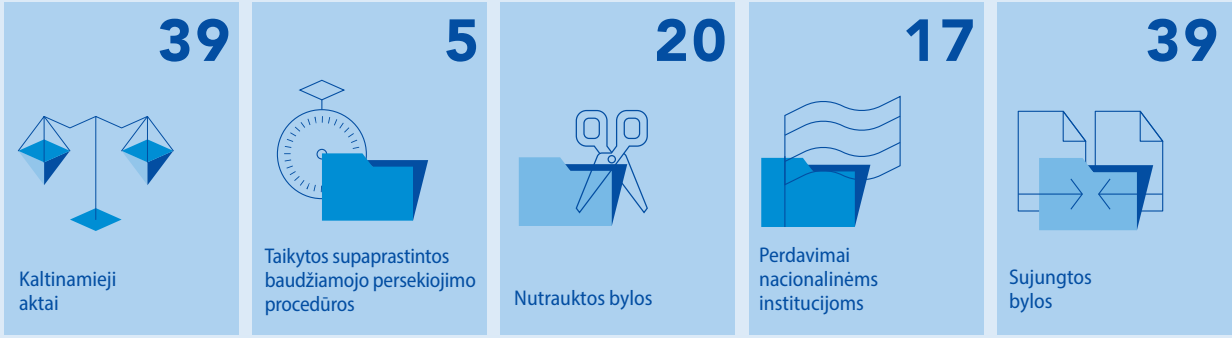 39
Kaltinamieji
aktai
5
Taikytos supaprastintos
baudžiamojo persekiojimo
procedūros
20
Nutrauktos bylos
17
Perdavimai
nacionalinėms
institucijoms
39
Sujungtos
bylos